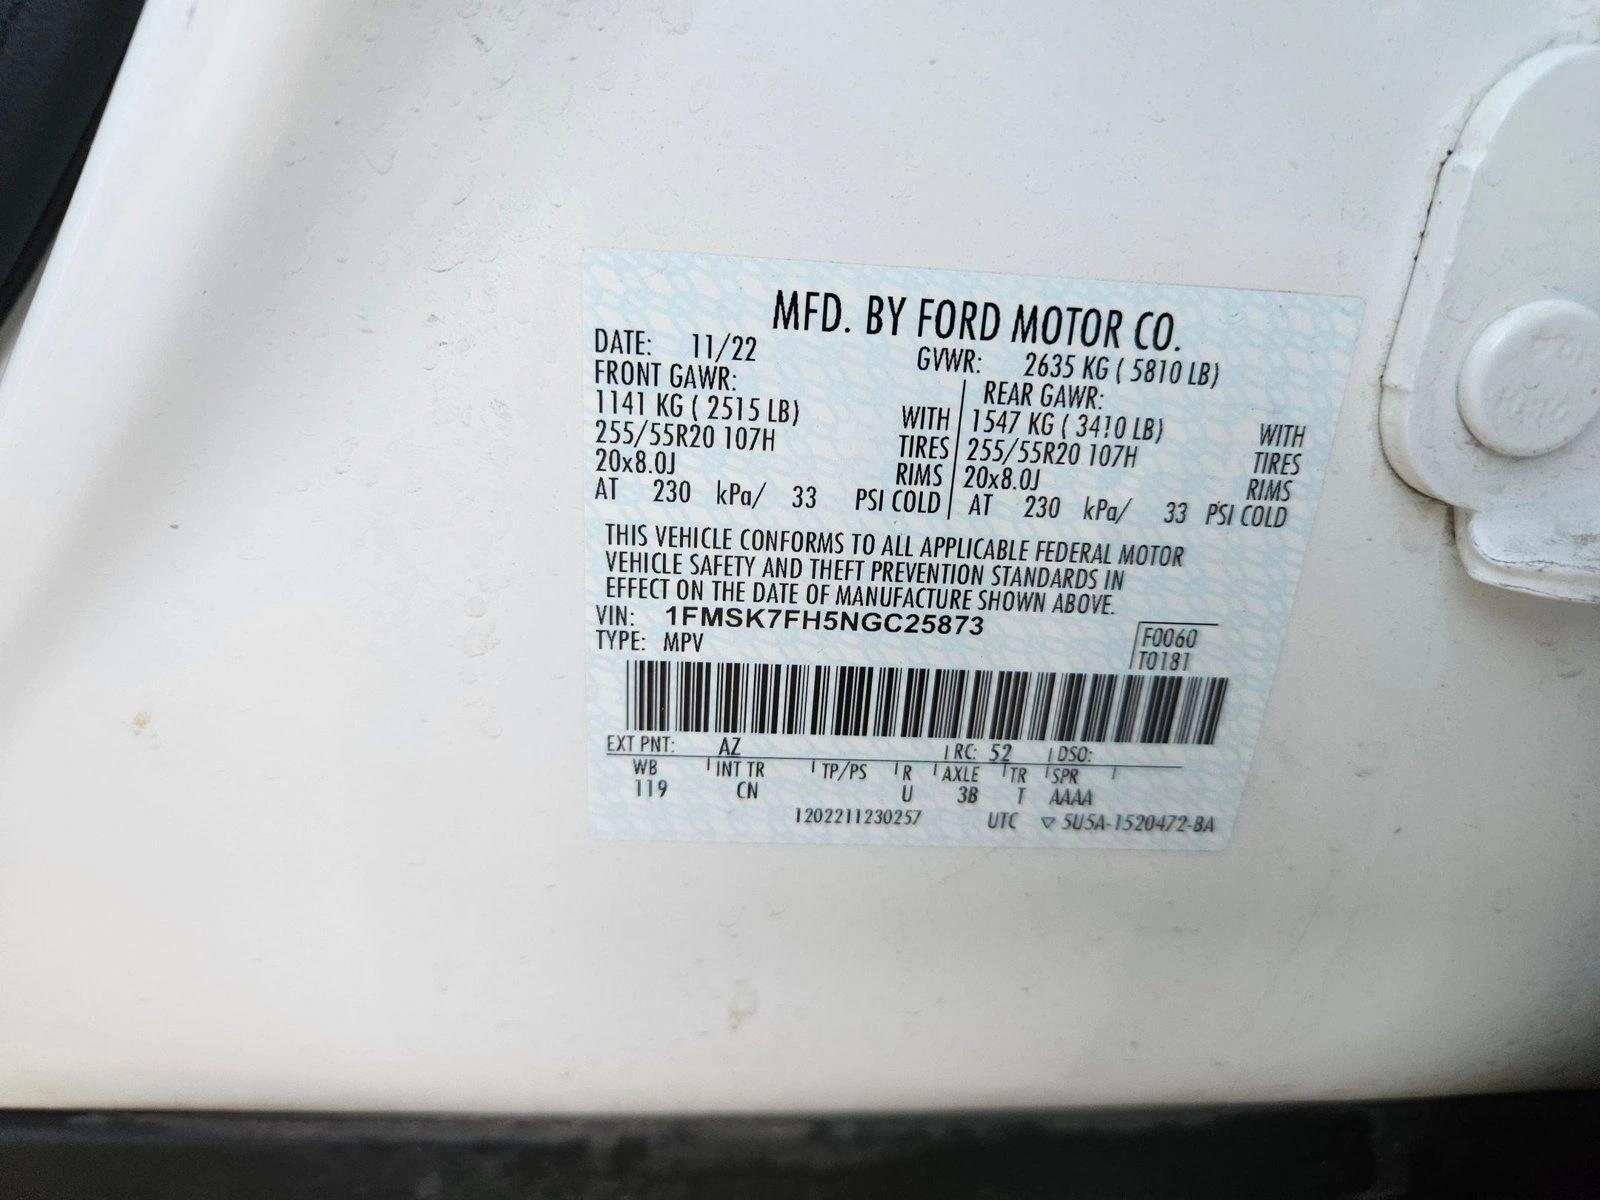 MFD. BY FORD MOTOR CO.
DATE: 11/22 GVWR: 2635 KG ( 5810 LB)
FRONT GAWR: REAR GAWR:
1141 KG ( 2515 LB) WITH 1547 KG ( 3410 LB) WITH
255/55R20 107H TIRES 255/55R20 107H TIRES
20x8.0J RIMS 20x8.0J RIMS
AT 230 kPa/ 33 PSI COLD AT 230 kPa/ 33 PSI COLD
THIS VEHICLE CONFORMS TO ALL APPLICABLE FEDERAL MOTOR
VEHICLE SAFETY AND THEFT PREVENTION STANDARDS IN
EFFECT ON THE DATE OF MANUFACTURE SHOWN ABOVE.
VIN: 1FMSK7FH5NGC25873
TYPE: MPV
F0060
T0181
EXT PNT: AZ RC: 52 DSO:
WB INT TR TP/PS R AXLE TR SPR
119 CN U 3B T AAAA
1202211230257 UTC ▽ 5U5A-1520472-BA